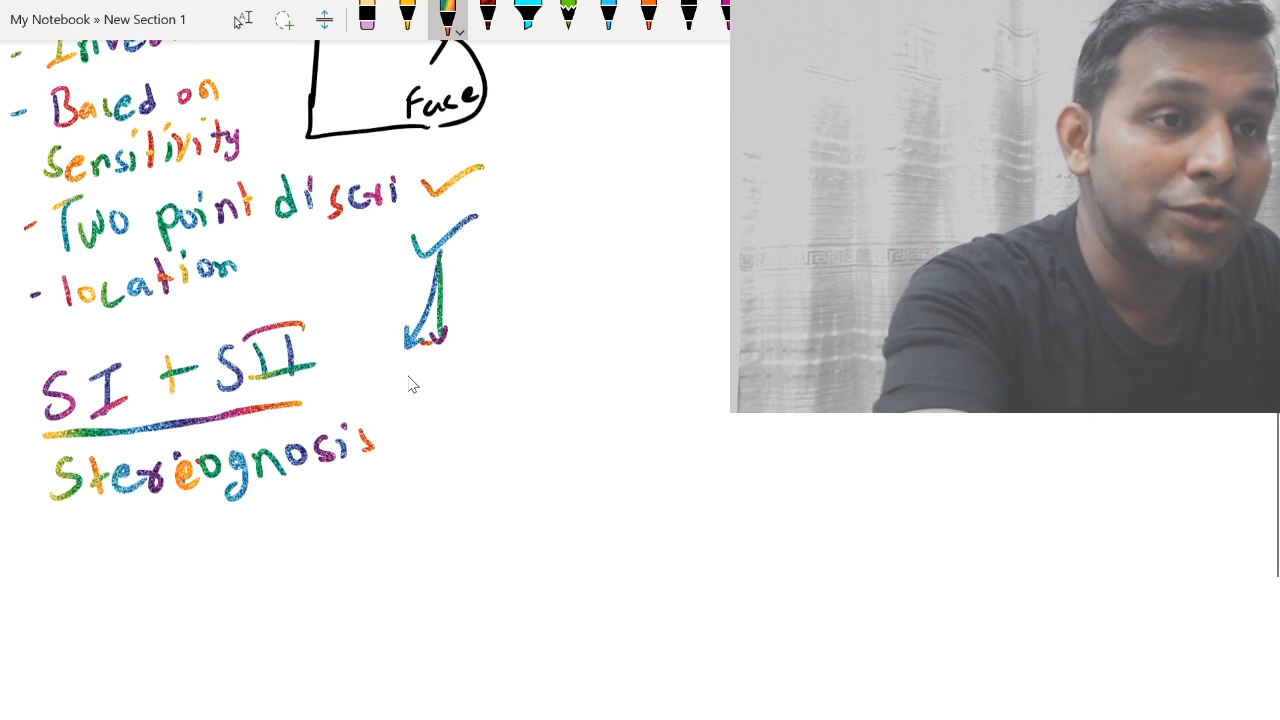 My Notebook » New Section 1
Face
- Based on
sensitivity
- Two point discri ✓
- location
SI + SII
Stereognosis